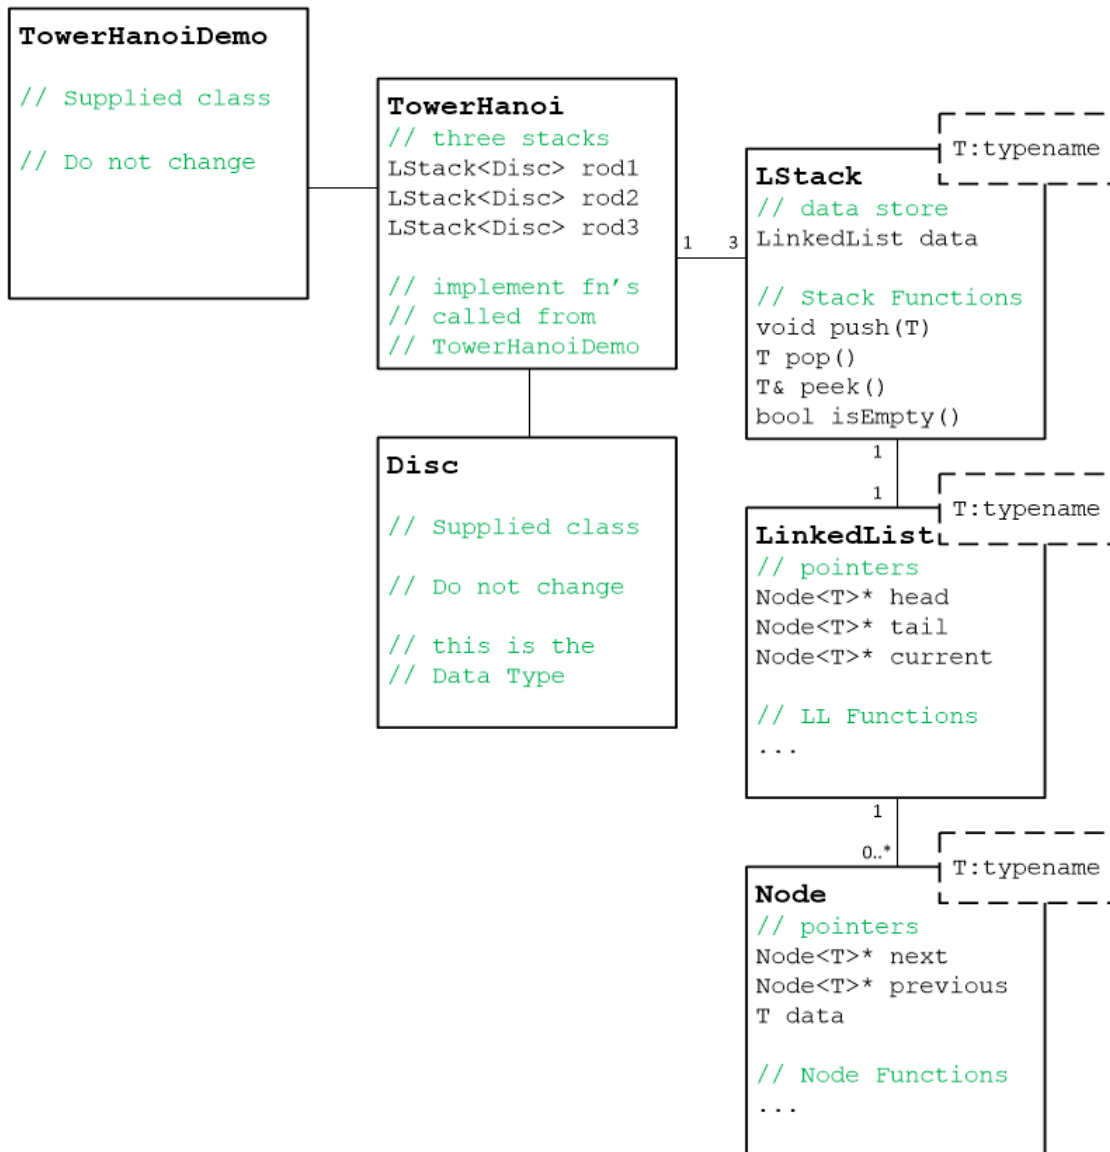 TowerHanoiDemo
// Supplied class
// Do not change
TowerHanoi
// three stacks
LStack<Disc> rod1
LStack<Disc> rod2
LStack<Disc> rod3
// implement fn’s
// called from
// TowerHanoiDemo
1
3
T:typename
LStack
// data store
LinkedList data
// Stack Functions
void push(T)
T pop()
T& peek()
bool isEmpty()
Disc
// Supplied class
// Do not change
// this is the
// Data Type
1
1
T:typename
LinkedList
// pointers
Node<T>* head
Node<T>* tail
Node<T>* current
// LL Functions
...
1
0..*
T:typename
Node
// pointers
Node<T>* next
Node<T>* previous
T data
// Node Functions
...